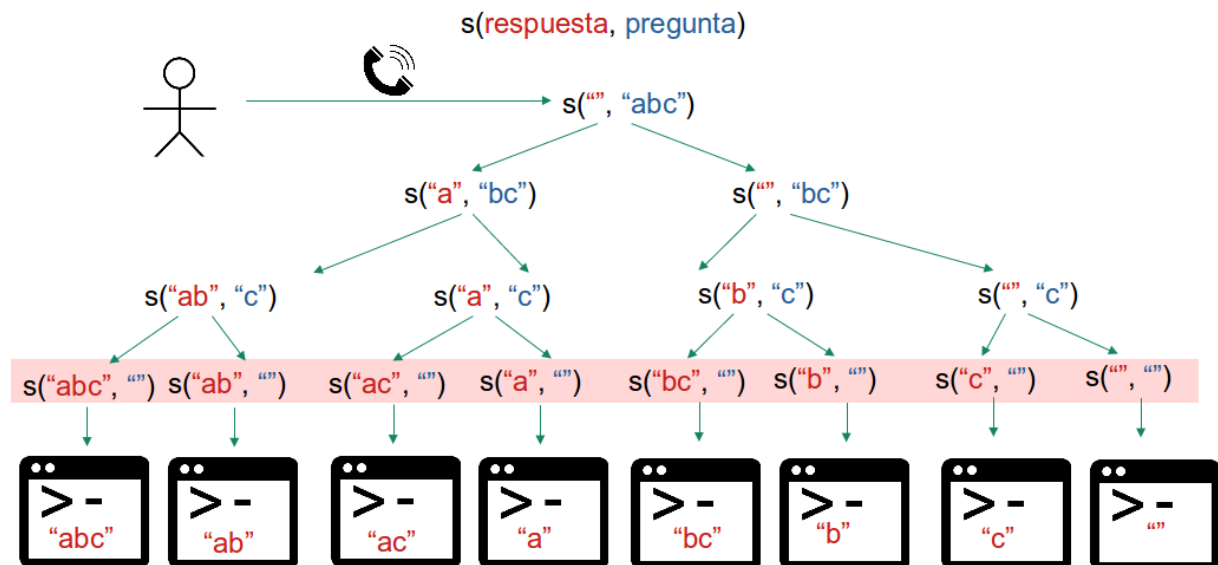 s(respuesta, pregunta)
s(“”, “abc”)
s(“a”, “bc”) s(“”, “bc”)
s(“ab”, “c”) s(“a”, “c”) s(“b”, “c”) s(“”, “c”)
s(“abc”, “”) s(“ab”, “”) s(“ac”, “”) s(“a”, “”) s(“bc”, “”) s(“b”, “”) s(“c”, “”) s(“”, “”)
>- >- >- >- >- >- >- >-
“abc” “ab” “ac” “a” “bc” “b” “c” “”